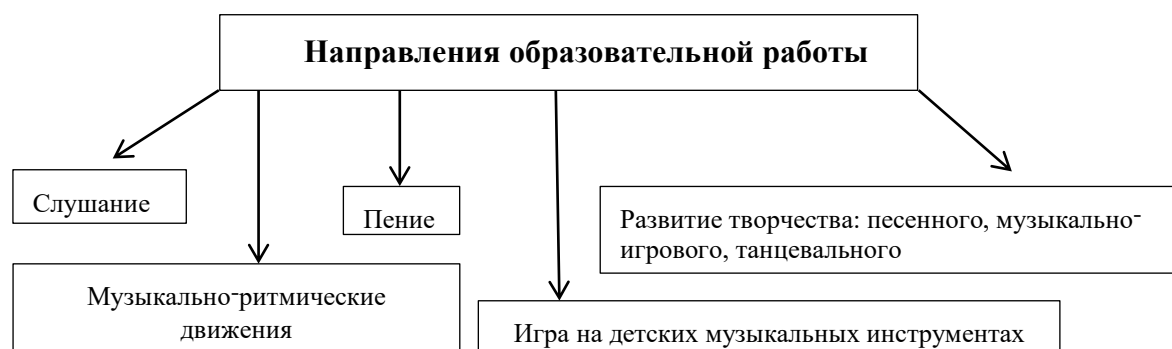 Направления образовательной работы
Слушание
Пение
Развитие творчества: песенного, музыкально-
игрового, танцевального
Музыкально-ритмические
движения
Игра на детских музыкальных инструментах